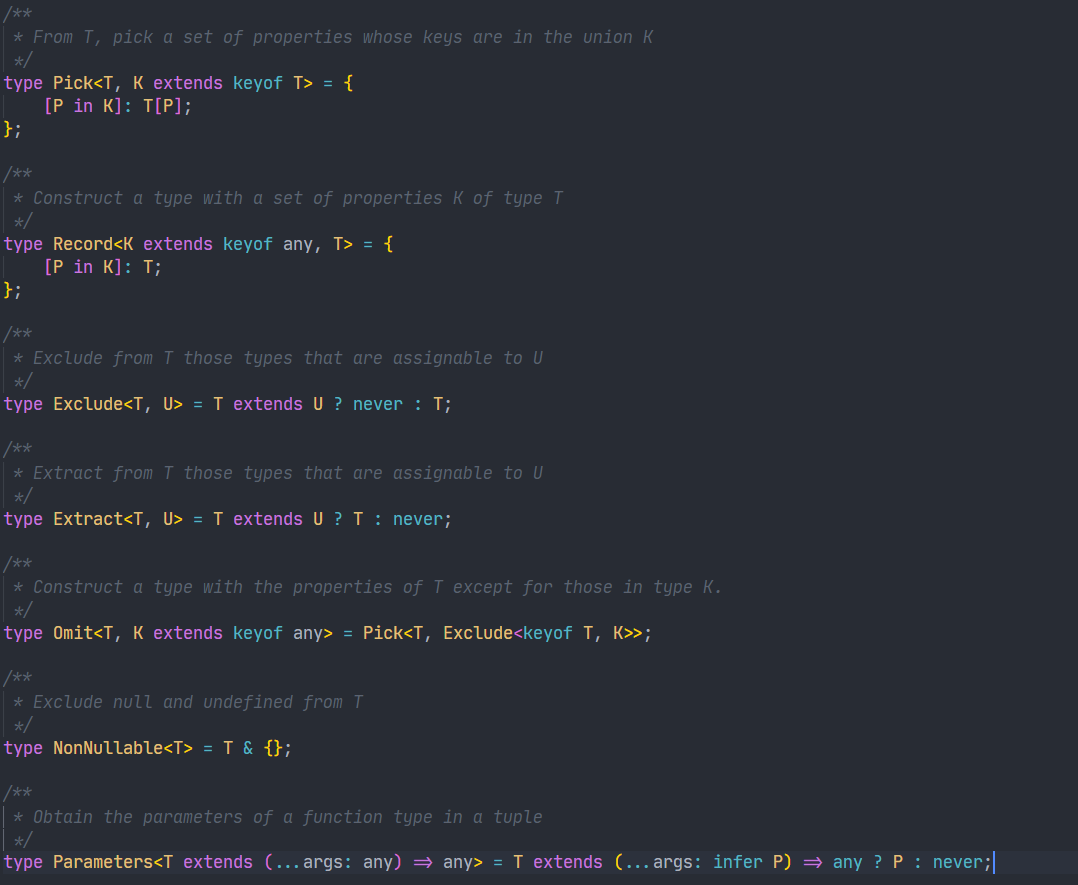 /**
 * From T, pick a set of properties whose keys are in the union K
 */
type Pick<T, K extends keyof T> = {
    [P in K]: T[P];
};

/**
 * Construct a type with a set of properties K of type T
 */
type Record<K extends keyof any, T> = {
    [P in K]: T;
};

/**
 * Exclude from T those types that are assignable to U
 */
type Exclude<T, U> = T extends U ? never : T;

/**
 * Extract from T those types that are assignable to U
 */
type Extract<T, U> = T extends U ? T : never;

/**
 * Construct a type with the properties of T except for those in type K.
 */
type Omit<T, K extends keyof any> = Pick<T, Exclude<keyof T, K>>;

/**
 * Exclude null and undefined from T
 */
type NonNullable<T> = T & {};

/**
 * Obtain the parameters of a function type in a tuple
 */
type Parameters<T extends (...args: any) => any> = T extends (...args: infer P) => any ? P : never;